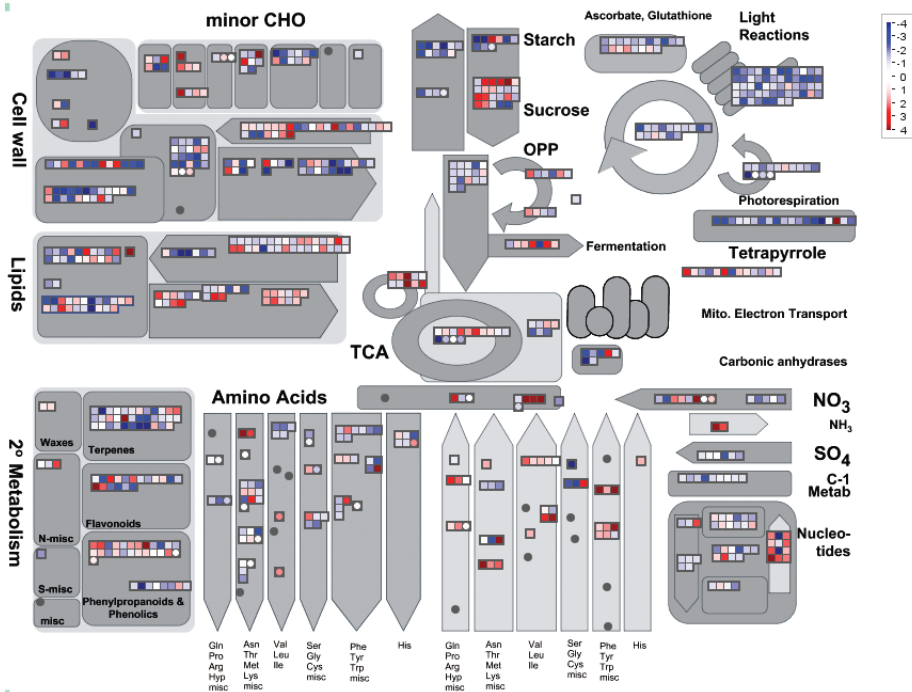 minor CHO
Ascorbate, Glutathione
Light
Reactions
-4
-3
-2
-1
0
1
2
3
4
Starch
Sucrose
Cell wall
OPP
Photorespiration
Fermentation
Tetrapyrrole
Lipids
Mito. Electron Transport
TCA
Carbonic anhydrases
Amino Acids
NO3
NH3
SO4
C-1
Metab
2º Metabolism
Waxes
Terpenes
N-misc
Flavonoids
Nucleo-
tides
S-misc
misc
Phenylpropanoids &
Phenolics
Gln
Pro
Arg
Hyp
misc
Asn
Thr
Met
Lys
misc
Val
Leu
Ile
Ser
Gly
Cys
misc
Phe
Tyr
Trp
misc
His
Gln
Pro
Arg
Hyp
misc
Asn
Thr
Met
Lys
misc
Val
Leu
Ile
Ser
Gly
Cys
misc
Phe
Tyr
Trp
misc
His